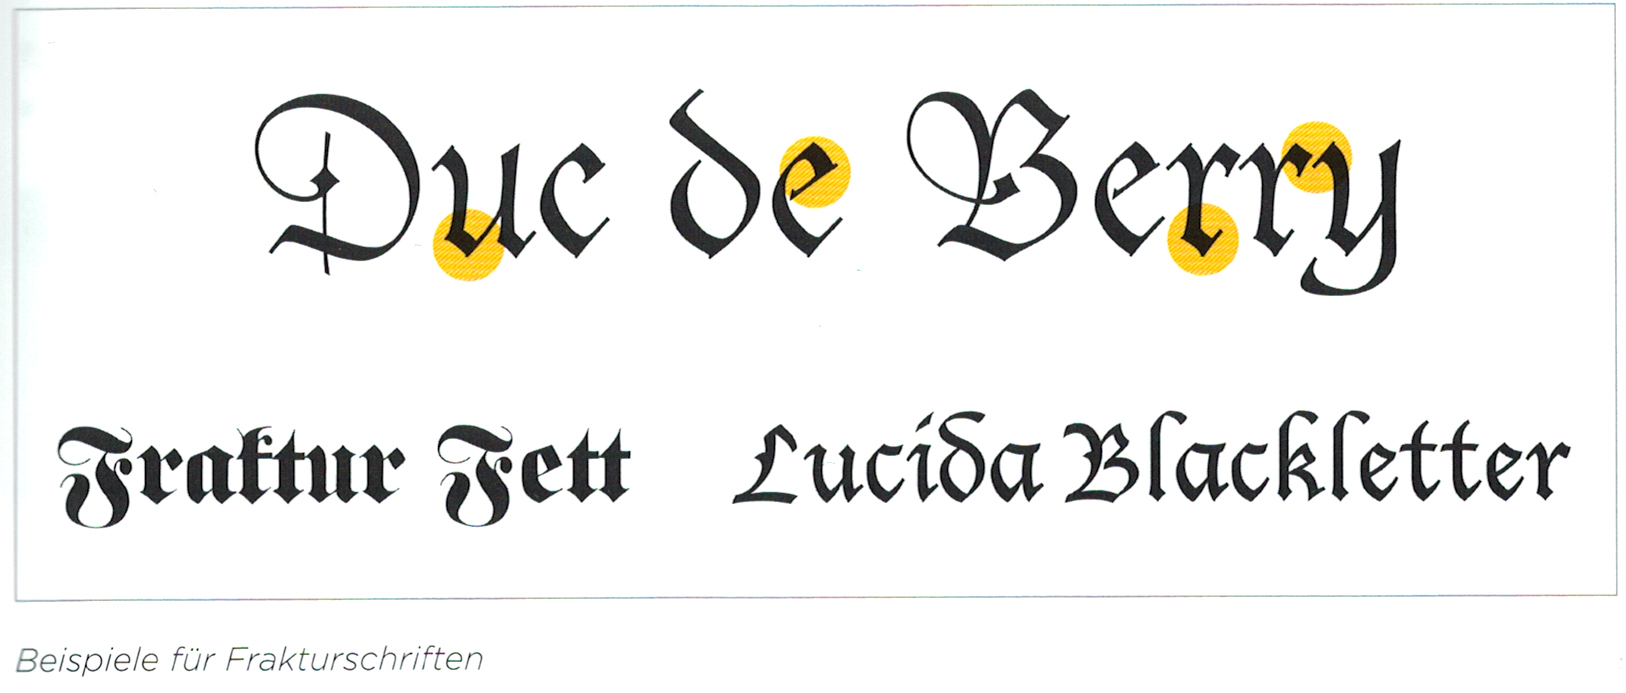 Duc de Berry
Fraktur Fett Lucida Blackletter
Beispiele für Frakturschriften